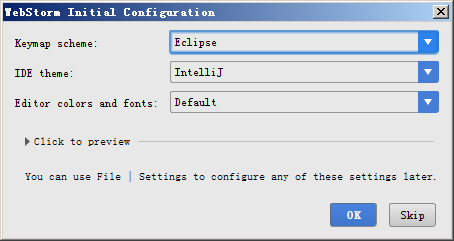 WebStorm Initial Configuration
Keymap scheme: Eclipse
IDE theme: IntelliJ
Editor colors and fonts: Default
Click to preview
You can use File | Settings to configure any of these settings later.
OK Skip